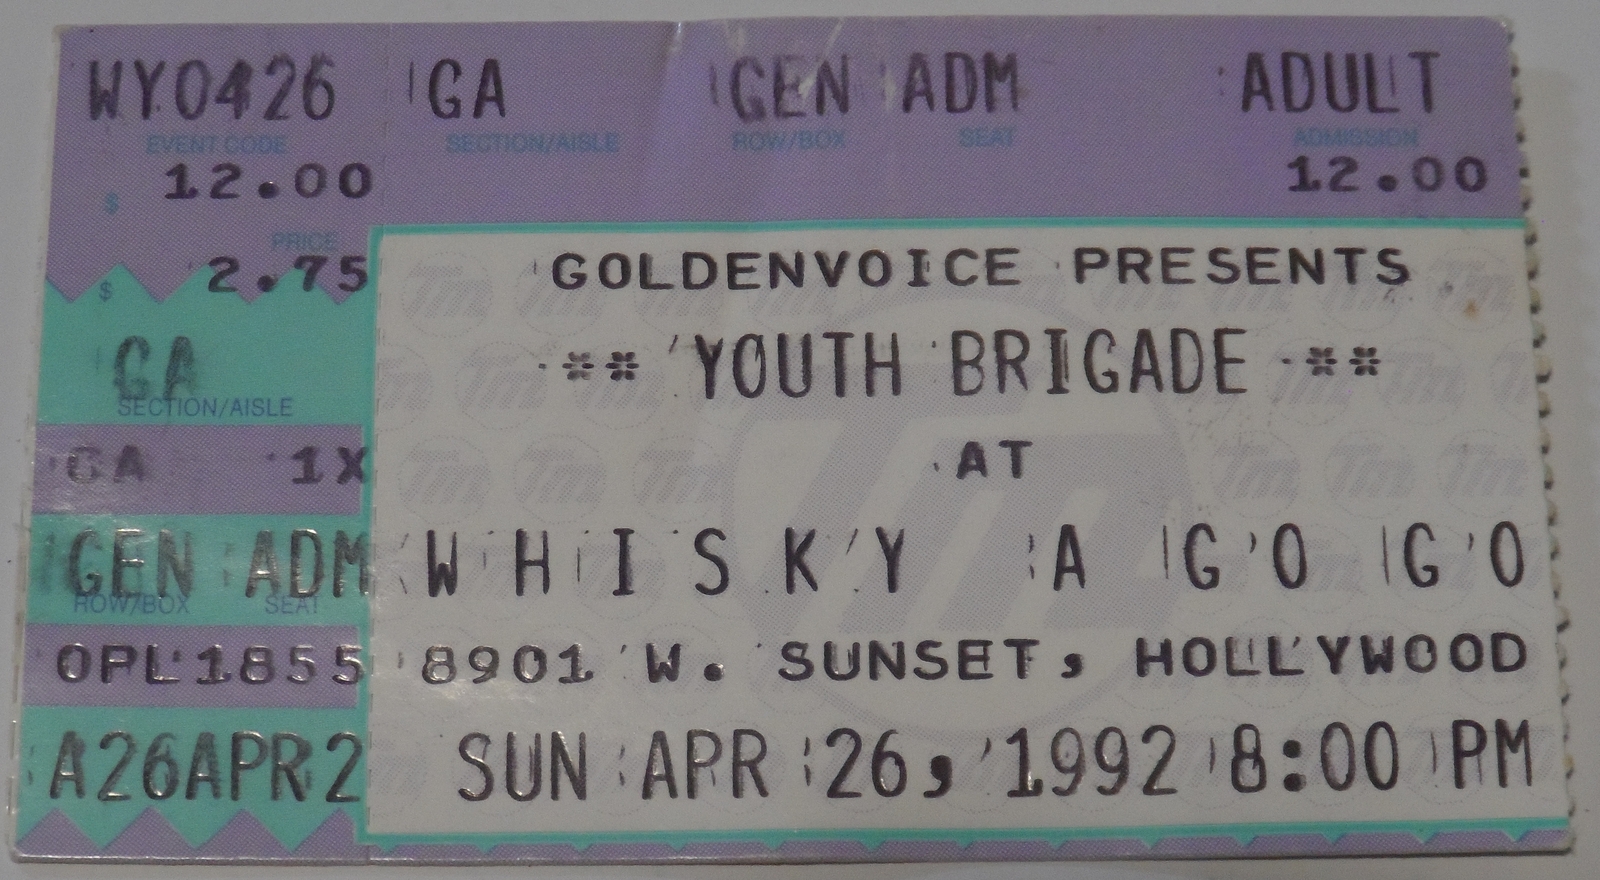 WY0426 GA GEN ADM ADULT
EVENT CODE SECTION/AISLE ROW/BOX SEAT ADMISSION
$ 12.00 12.00
PRICE
$ 2.75
GA
SECTION/AISLE
GA 1X
GEN ADM
ROW/BOX SEAT
OPL1855
A26APR2
GOLDENVOICE PRESENTS
** YOUTH BRIGADE **
AT
WHISKY A GO GO
8901 W. SUNSET, HOLLYWOOD
SUN APR 26, 1992 8:00 PM